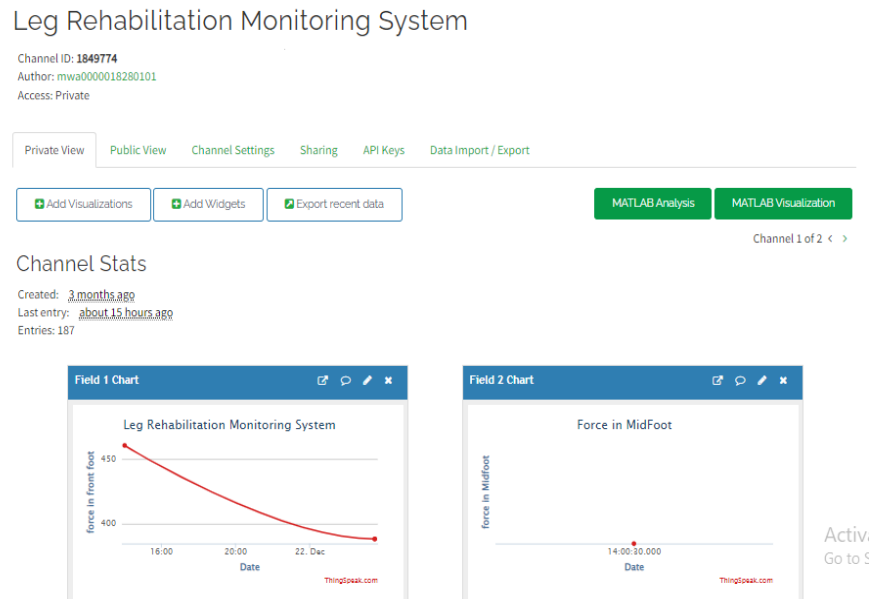 Leg Rehabilitation Monitoring System
Channel ID: 1849774
Author: mwa0000018280101
Access: Private
Private View Public View Channel Settings Sharing API Keys Data Import / Export
Add Visualizations Add Widgets Export recent data MATLAB Analysis MATLAB Visualization
Channel 1 of 2 < >
Channel Stats
Created: 3 months ago
Last entry: about 15 hours ago
Entries: 187
Field 1 Chart
Leg Rehabilitation Monitoring System
force in front foot
450
400
16:00 20:00 22. Dec
Date
ThingSpeak.com
Field 2 Chart
Force in MidFoot
force in Midfoot
14:00:30.000
Date
ThingSpeak.com
Go to